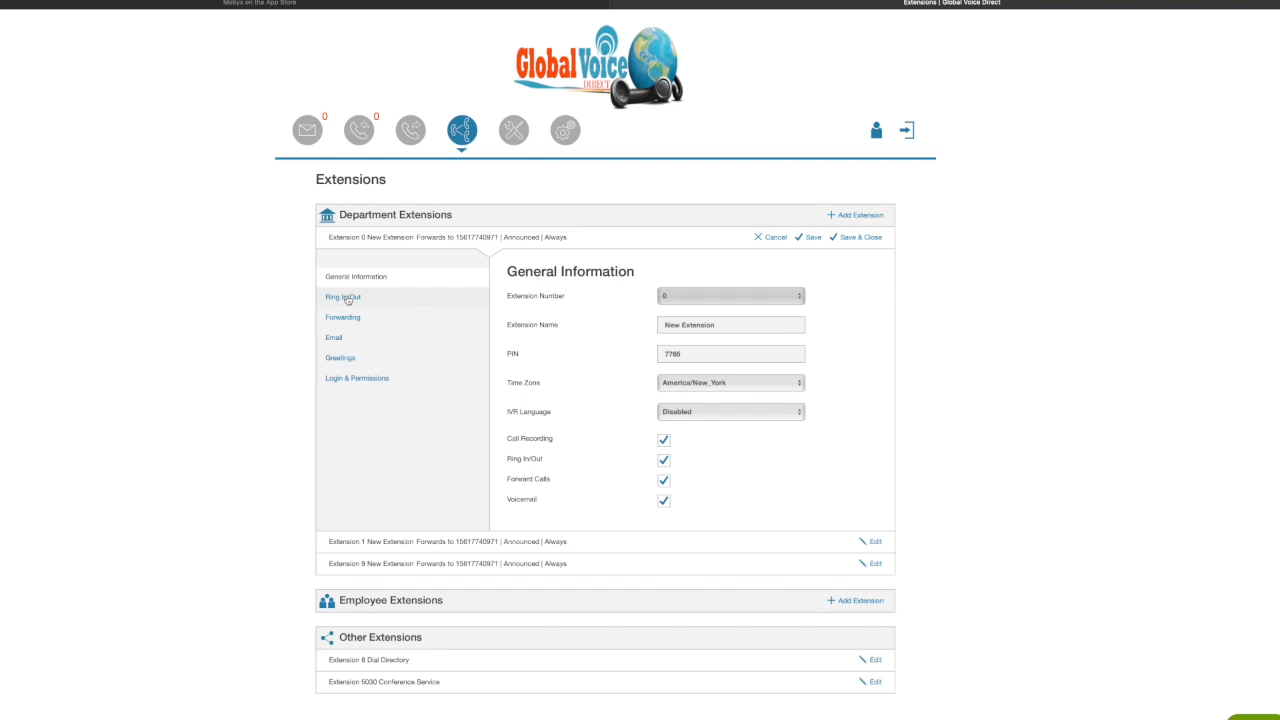 Mobyx on the App Store
Extensions | Global Voice Direct
Global Voice
DIRECT
0
0
Extensions
Department Extensions
Add Extension
Extension 0 New Extension Forwards to 15617740971 | Announced | Always
Cancel
Save
Save & Close
General Information
Ring In/Out
Forwarding
Email
Greetings
Login & Permissions
General Information
Extension Number
0
Extension Name
New Extension
PIN
7765
Time Zone
America/New_York
IVR Language
Disabled
Call Recording
Ring In/Out
Forward Calls
Voicemail
Extension 1 New Extension Forwards to 15617740971 | Announced | Always
Edit
Extension 9 New Extension Forwards to 15617740971 | Announced | Always
Edit
Employee Extensions
Add Extension
Other Extensions
Extension 8 Dial Directory
Edit
Extension 5030 Conference Service
Edit